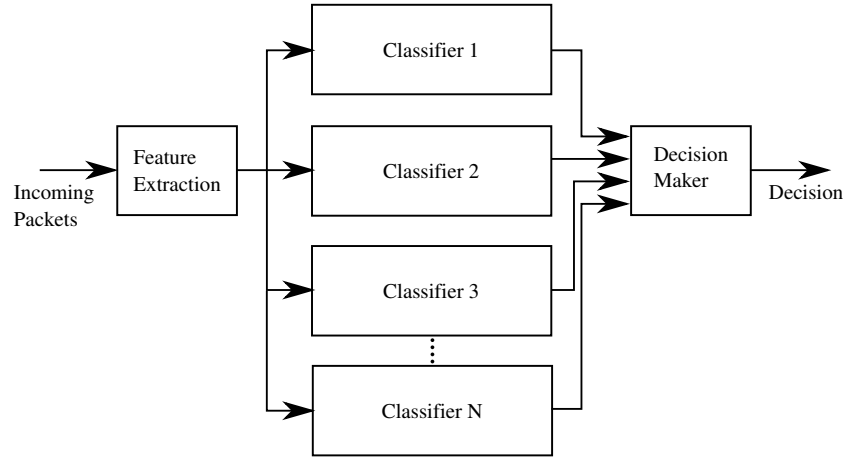 Classifier 1
Feature
Extraction
Classifier 2
Decision
Maker
Incoming
Packets
Decision
Classifier 3
Classifier N